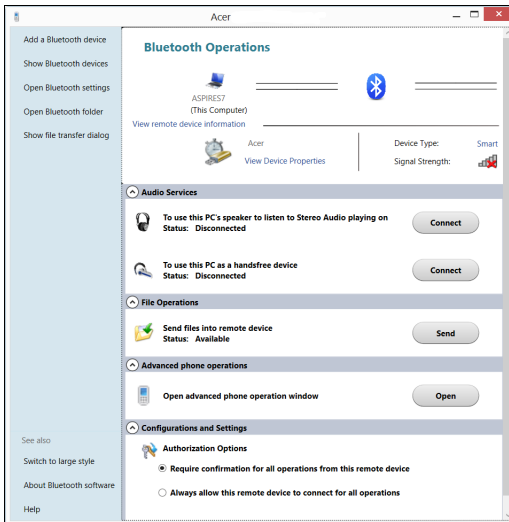 Acer
Add a Bluetooth device
Show Bluetooth devices
Open Bluetooth settings
Open Bluetooth folder
Show file transfer dialog
Bluetooth Operations
ASPIRES7
(This Computer)
View remote device information
Acer
View Device Properties
Device Type: Smart
Signal Strength:
Audio Services
To use this PC's speaker to listen to Stereo Audio playing on
Status: Disconnected
Connect
To use this PC as a handsfree device
Status: Disconnected
Connect
File Operations
Send files into remote device
Status: Available
Send
Advanced phone operations
Open advanced phone operation window
Open
Configurations and Settings
Authorization Options
Require confirmation for all operations from this remote device
Always allow this remote device to connect for all operations
See also
Switch to large style
About Bluetooth software
Help